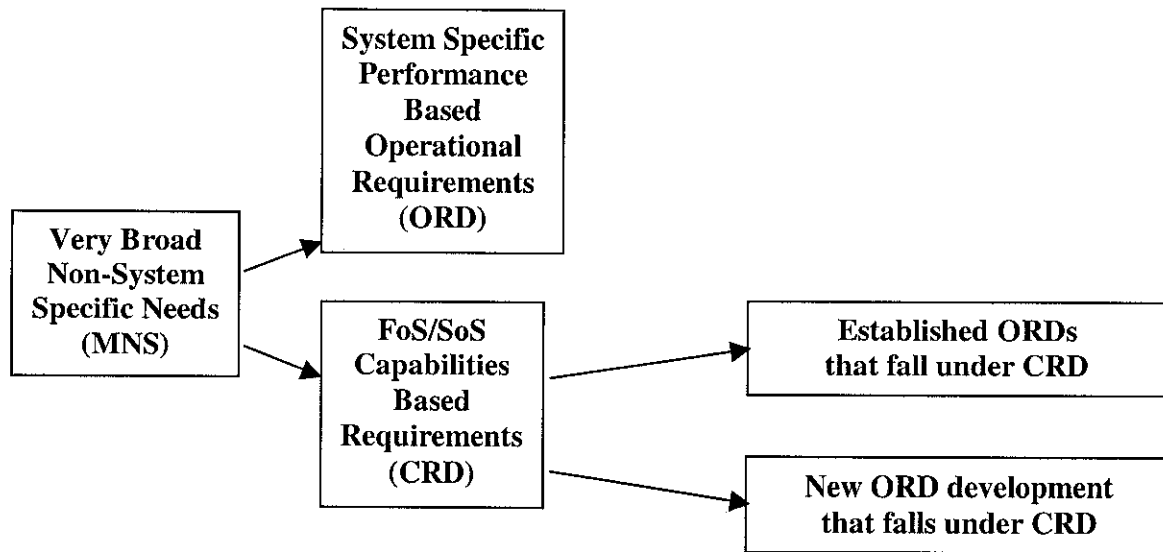 System Specific
Performance
Based
Operational
Requirements
(ORD)
Very Broad
Non-System
Specific Needs
(MNS)
FoS/SoS
Capabilities
Based
Requirements
(CRD)
Established ORDs
that fall under CRD
New ORD development
that falls under CRD